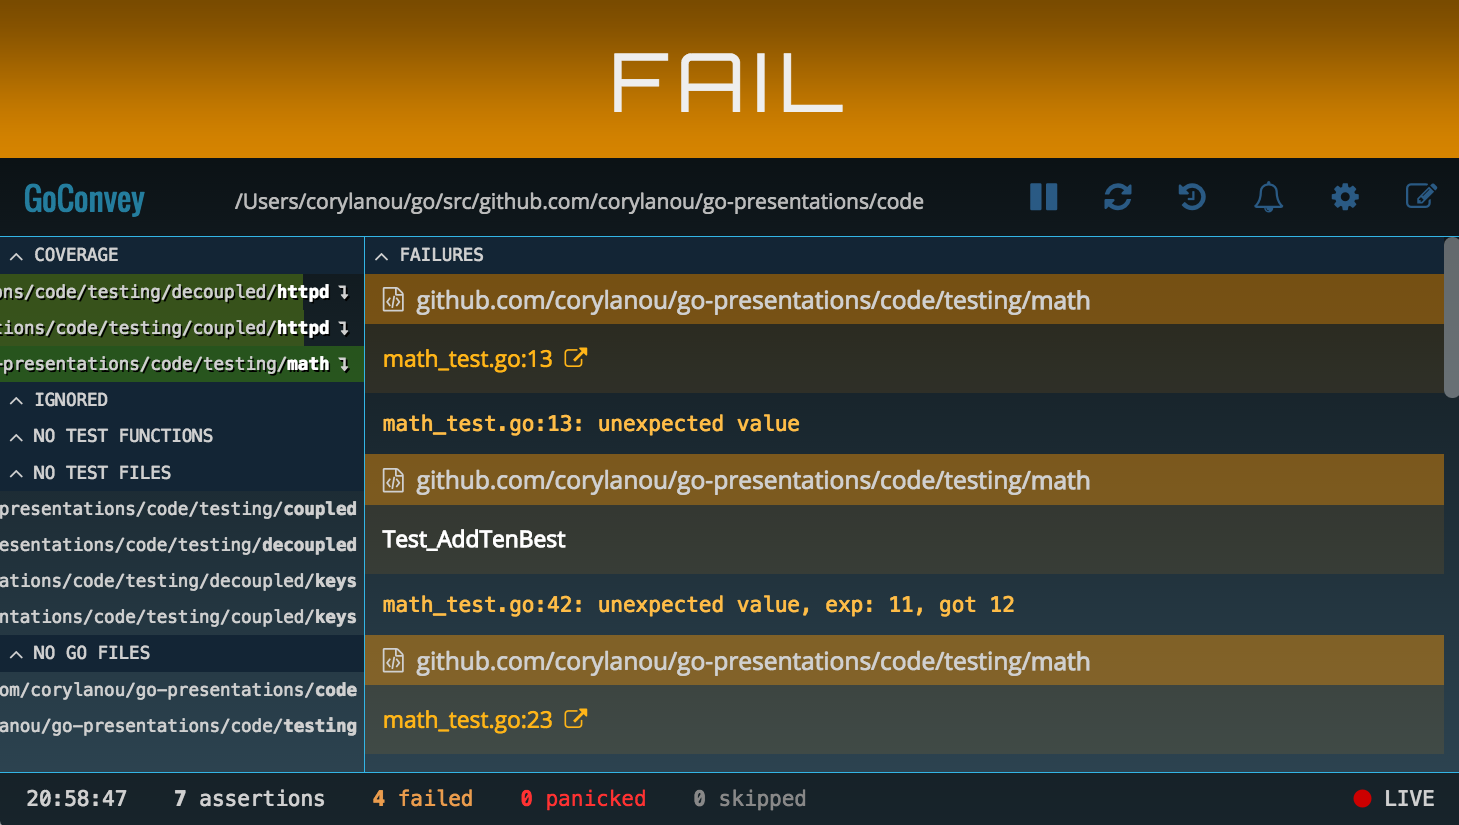 FAIL
GoConvey
/Users/corylanou/go/src/github.com/corylanou/go-presentations/code
COVERAGE
ons/code/testing/decoupled/httpd
tions/code/testing/coupled/httpd
-presentations/code/testing/math
IGNORED
NO TEST FUNCTIONS
NO TEST FILES
presentations/code/testing/coupled
esentations/code/testing/decoupled
ations/code/testing/decoupled/keys
ntations/code/testing/coupled/keys
NO GO FILES
om/corylanou/go-presentations/code
anou/go-presentations/code/testing
FAILURES
github.com/corylanou/go-presentations/code/testing/math
math_test.go:13
math_test.go:13: unexpected value
github.com/corylanou/go-presentations/code/testing/math
Test_AddTenBest
math_test.go:42: unexpected value, exp: 11, got 12
github.com/corylanou/go-presentations/code/testing/math
math_test.go:23
20:58:47 7 assertions 4 failed 0 panicked 0 skipped LIVE